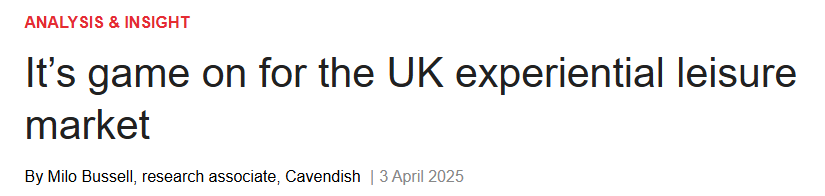 ANALYSIS & INSIGHT
It’s game on for the UK experiential leisure
market
By Milo Bussell, research associate, Cavendish | 3 April 2025